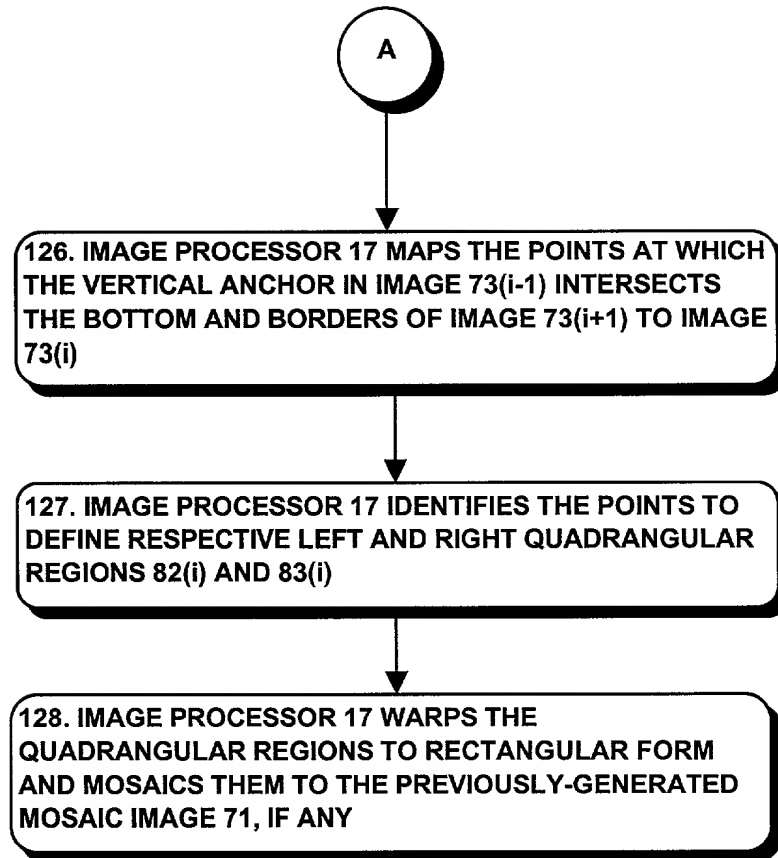 A
126. IMAGE PROCESSOR 17 MAPS THE POINTS AT WHICH
THE VERTICAL ANCHOR IN IMAGE 73(i-1) INTERSECTS
THE BOTTOM AND BORDERS OF IMAGE 73(i+1) TO IMAGE
73(i)
127. IMAGE PROCESSOR 17 IDENTIFIES THE POINTS TO
DEFINE RESPECTIVE LEFT AND RIGHT QUADRANGULAR
REGIONS 82(i) AND 83(i)
128. IMAGE PROCESSOR 17 WARPS THE
QUADRANGULAR REGIONS TO RECTANGULAR FORM
AND MOSAICS THEM TO THE PREVIOUSLY-GENERATED
MOSAIC IMAGE 71, IF ANY